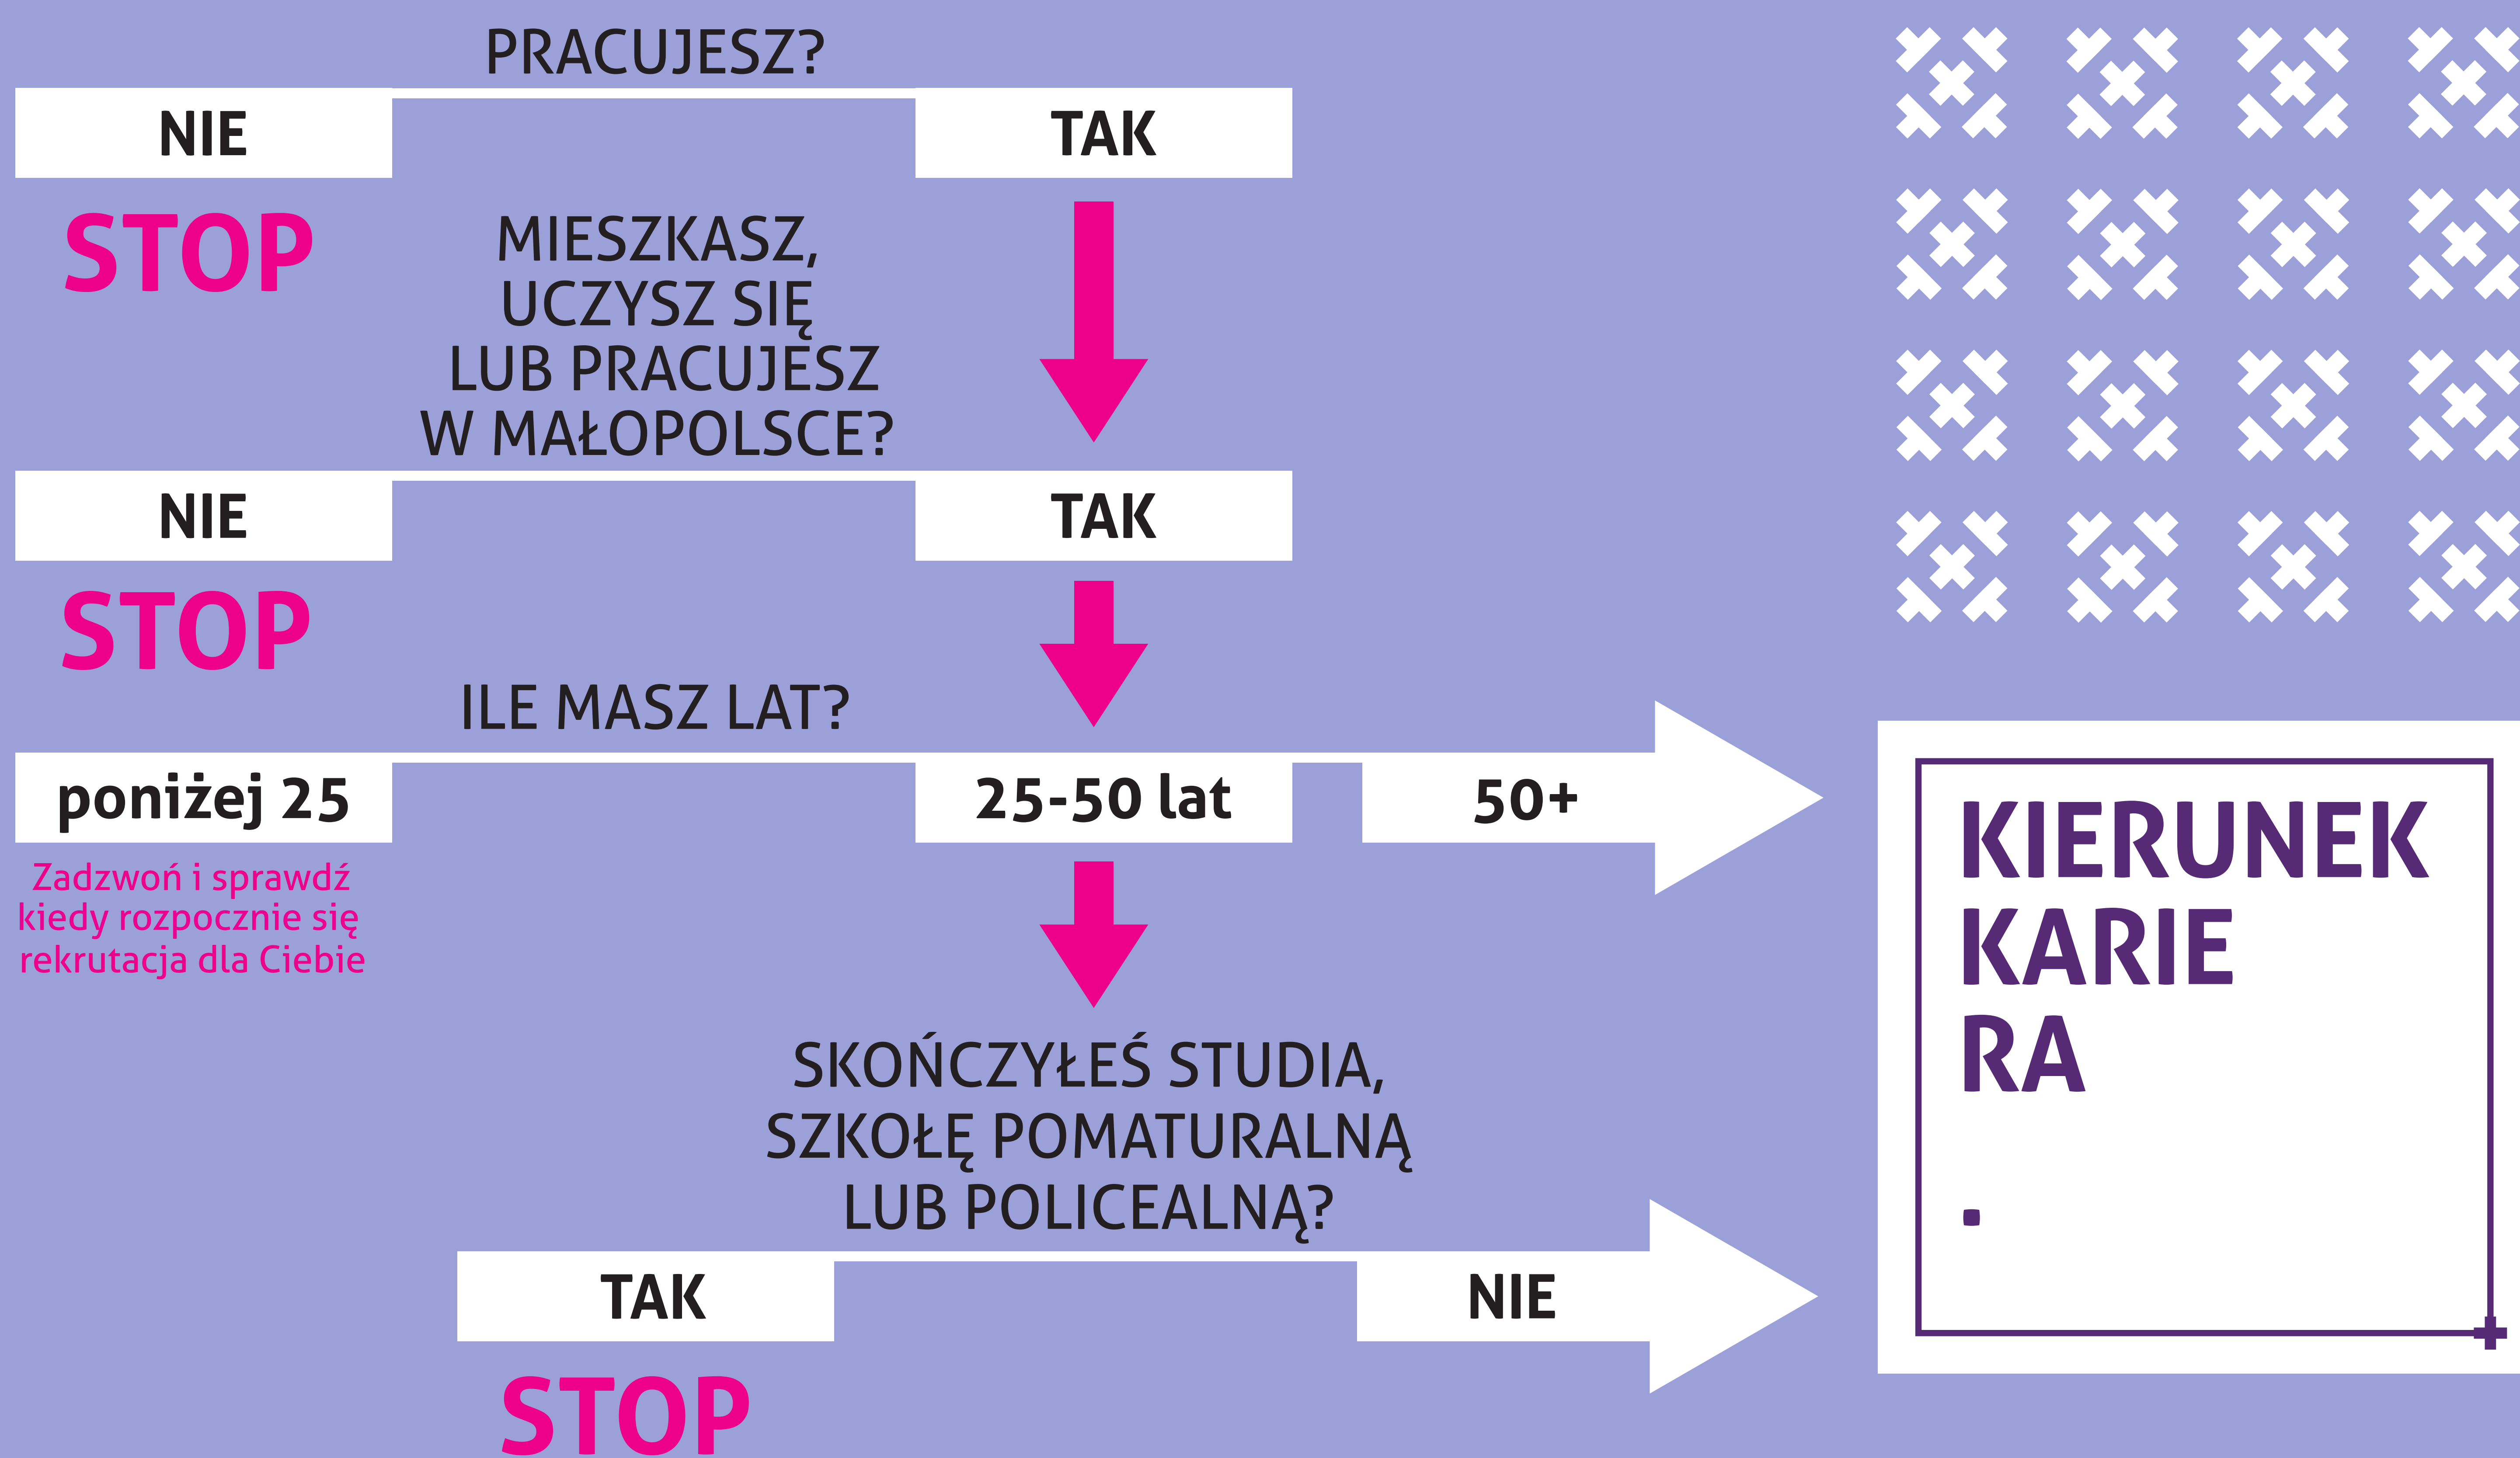 PRACUJESZ?
NIE
TAK
STOP
MIESZKASZ,
UCZYSZ SIĘ
LUB PRACUJESZ
W MAŁOPOLSCE?
NIE
TAK
STOP
ILE MASZ LAT?
poniżej 25
25-50 lat
50+
Zadzwoń i sprawdź
kiedy rozpocznie się
rekrutacja dla Ciebie
SKOŃCZYŁEŚ STUDIA,
SZKOŁĘ POMATURALNĄ
LUB POLICEALNĄ?
TAK
NIE
STOP
KIERUNEK
KARIE
RA
.